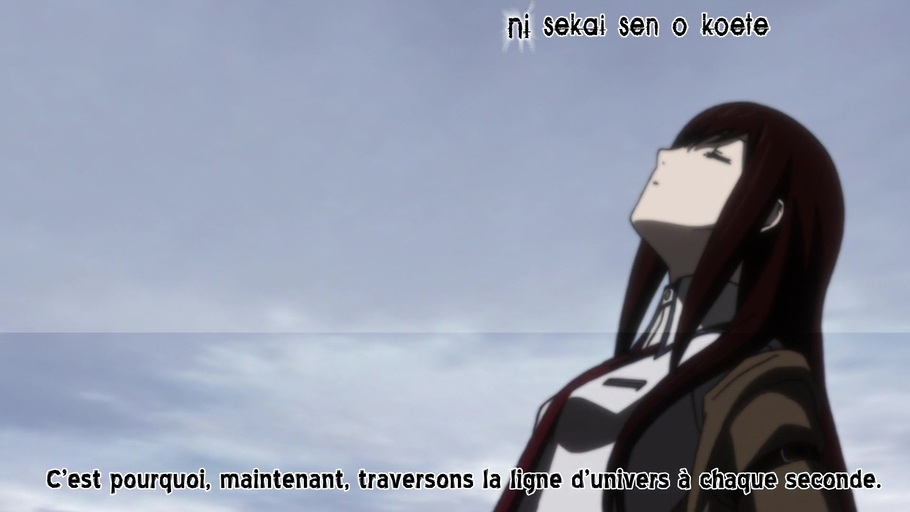 ni sekai sen o koete
C'est pourquoi, maintenant, traversons la ligne d'univers à chaque seconde.